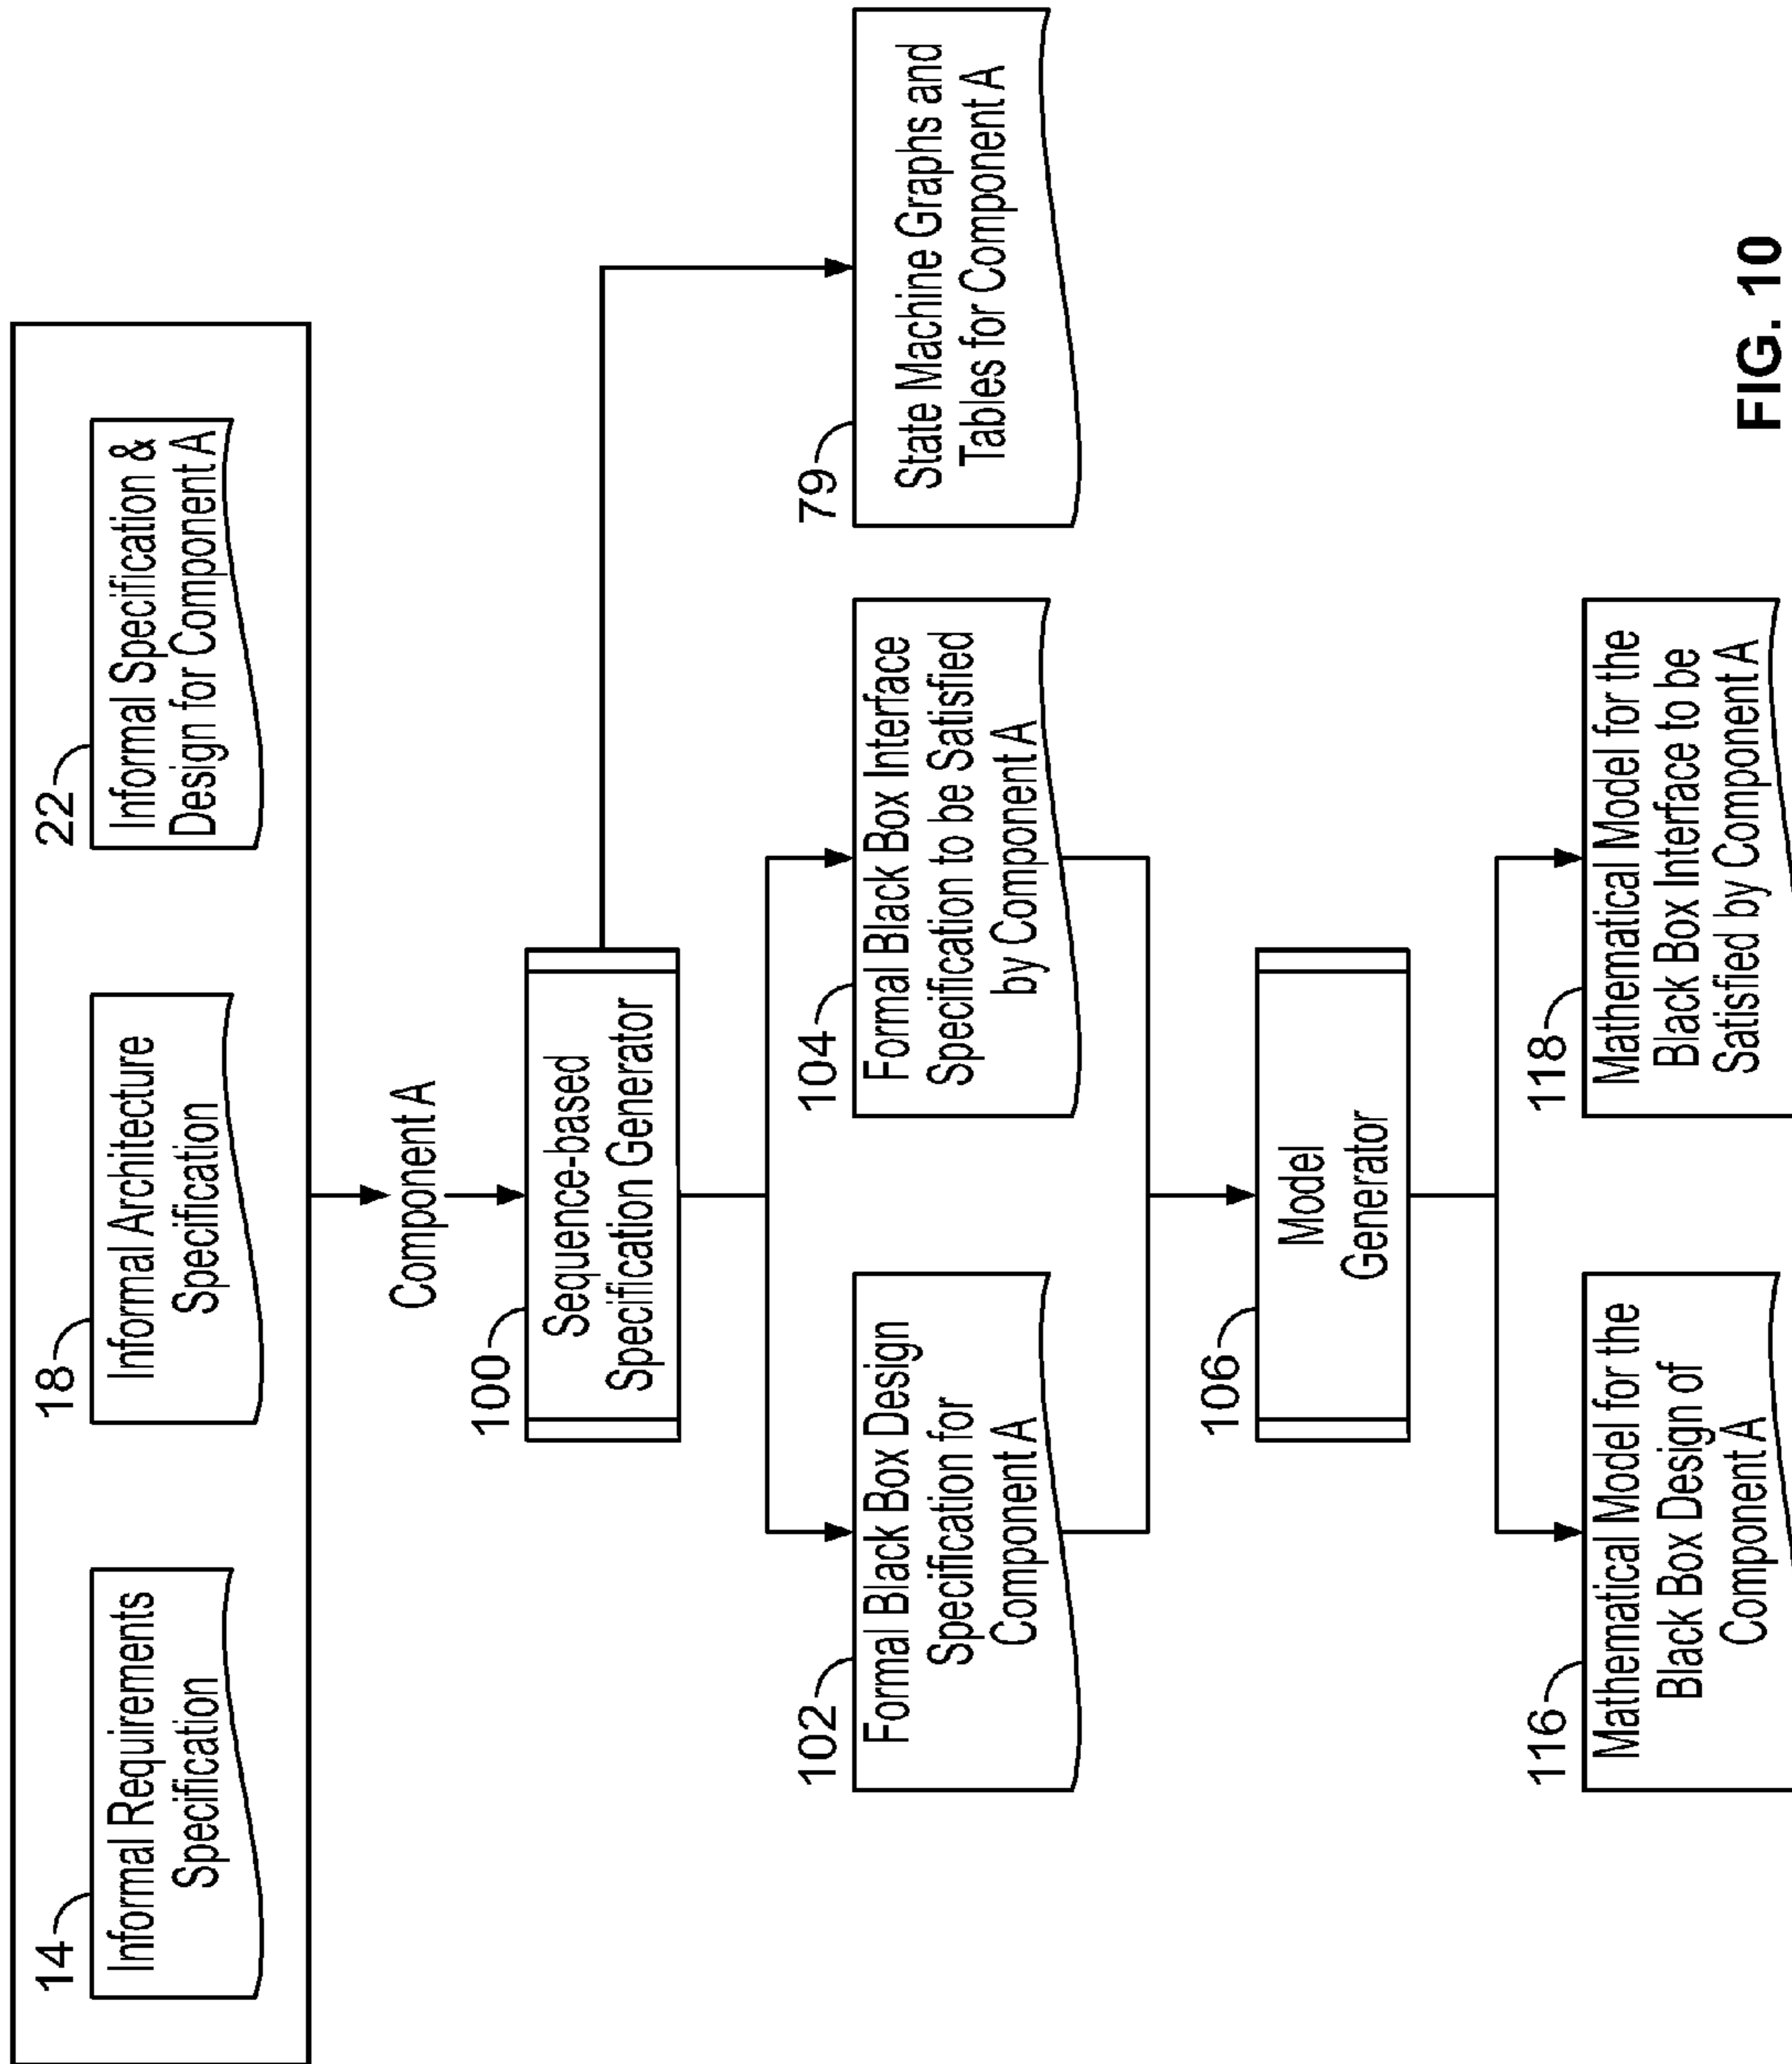 14
Informal Requirements
Specification
18
Informal Architecture
Specification
22
Informal Specification &
Design for Component A
Component A
100
Sequence-based
Specification Generator
102
Formal Black Box Design
Specification for
Component A
104
Formal Black Box Interface
Specification to be Satisfied
by Component A
79
State Machine Graphs and
Tables for Component A
106
Model
Generator
116
Mathematical Model for the
Black Box Design of
Component A
118
Mathematical Model for the
Black Box Interface to be
Satisfied by Component A
FIG. 10